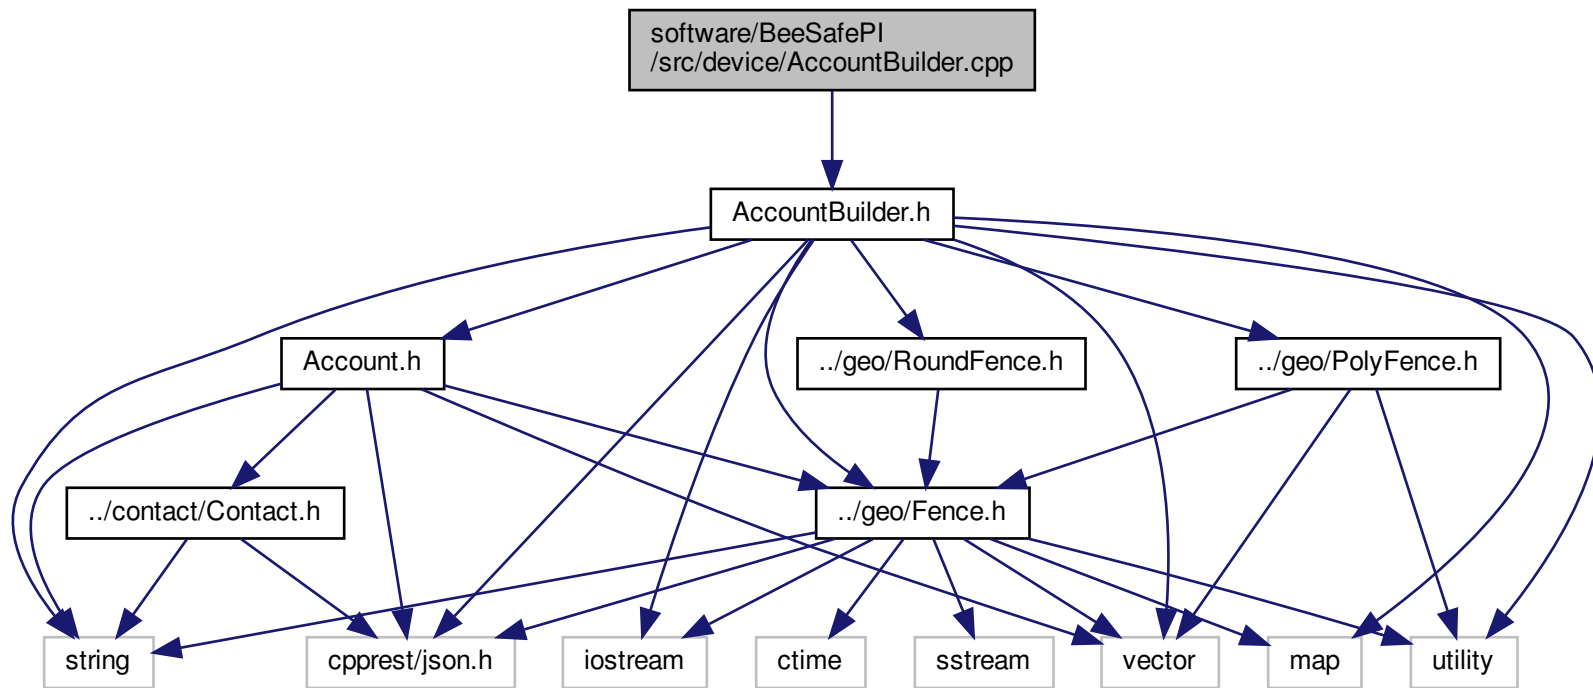 software/BeeSafePI
/src/device/AccountBuilder.cpp
AccountBuilder.h
Account.h
../geo/RoundFence.h
../geo/PolyFence.h
../contact/Contact.h
../geo/Fence.h
string
cpprest/json.h
iostream
ctime
sstream
vector
map
utility